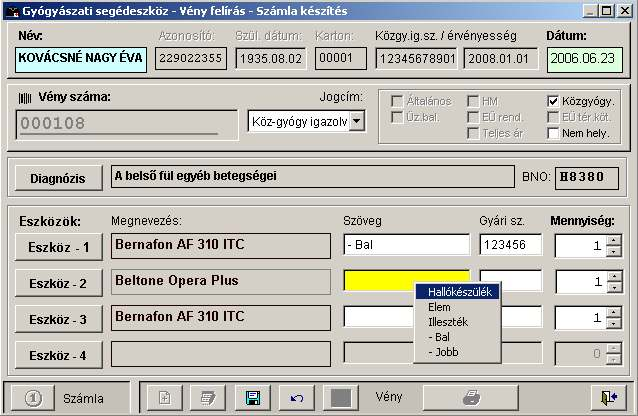 Gyógyászati segédeszköz - Vény felírás - Számla készítés
Név: Azonosító: Szül. dátum: Karton: Közgy.ig.sz. / érvényesség Dátum:
KOVÁCSNÉ NAGY ÉVA 229022355 1935.08.02 00001 12345678901 2008.01.01 2006.06.23
Vény száma: Jogcím: Általános HM Közgyógy.
000108 Köz-gyógy igazolv Üz.bal. EÜ rend. EÜ tér.köt.
Teljes ár Nem hely.
Diagnózis A belső fül egyéb betegségei BNO: H8380
Eszközök: Megnevezés: Szöveg Gyári sz. Mennyiség:
Eszköz - 1 Bernafon AF 310 ITC - Bal 123456 1
Eszköz - 2 Beltone Opera Plus 1
Hallókészülék
Elem
Eszköz - 3 Bernafon AF 310 ITC 1
Illeszték
- Bal
- Jobb
Eszköz - 4 0
1 Számla Vény